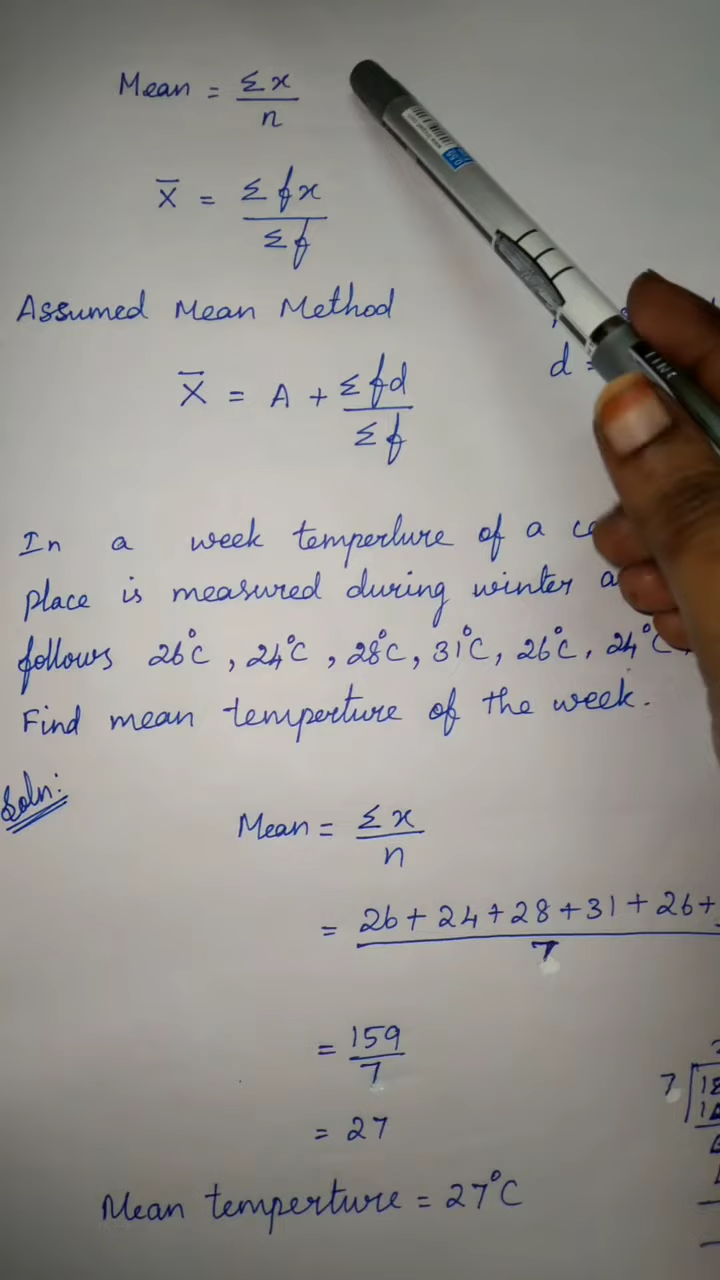 Mean = Σx / n
X̄ = Σfx / Σf
Assumed Mean Method
d =
X̄ = A + Σfd / Σf
In a week temperlure of a
place is measured during winter
follows 26°C, 24°C, 28°C, 31°C, 26°C, 24°C
Find mean temperture of the week.
Soln:
Mean = Σx / n
= 26 + 24 + 28 + 31 + 26 + / 7
= 159 / 7
= 27
Mean temperture = 27°C
7